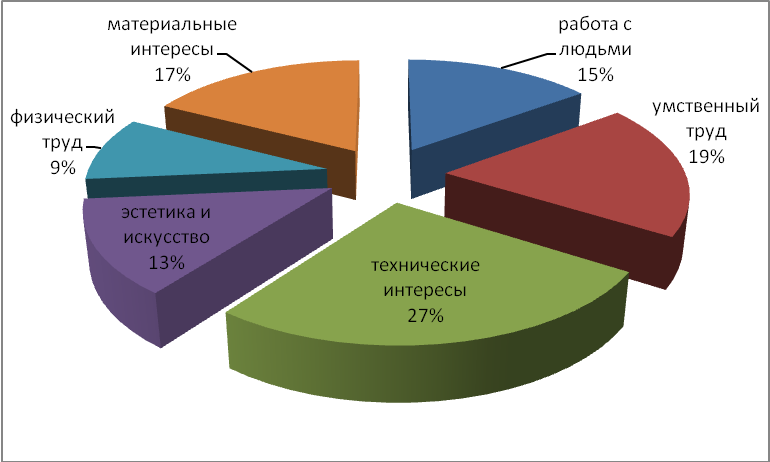 материальные
интересы
17%
работа с
людьми
15%
умственный
труд
19%
физический
труд
9%
эстетика и
искусство
13%
технические
интересы
27%